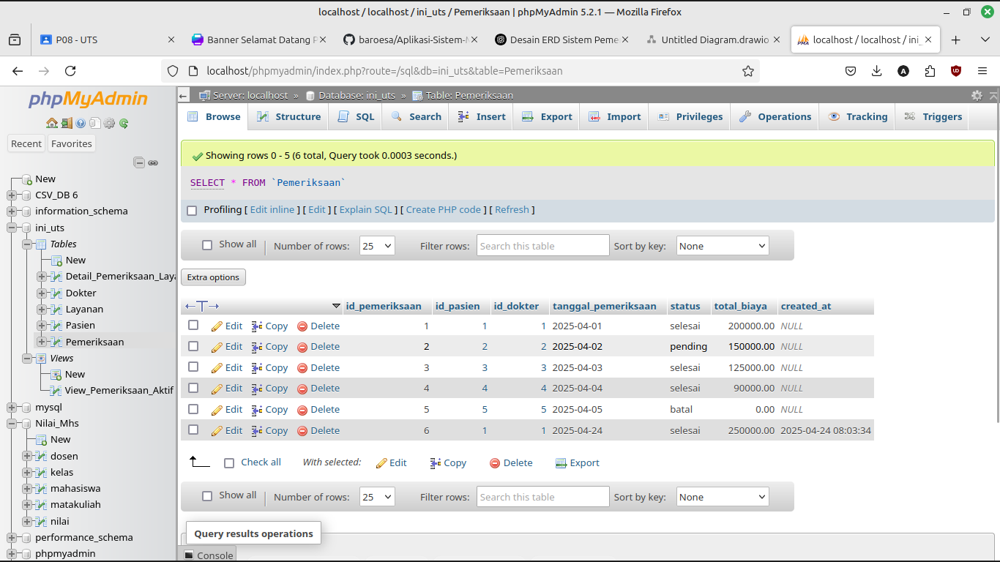 localhost / localhost / ini_uts / Pemeriksaan | phpMyAdmin 5.2.1 — Mozilla Firefox
P08 - UTS
Banner Selamat Datang P
baroesa/Aplikasi-Sistem-
Desain ERD Sistem Peme
Untitled Diagram.drawio
localhost / localhost / ini_
localhost/phpmyadmin/index.php?route=/sql&db=ini_uts&table=Pemeriksaan
phpMyAdmin
Recent Favorites
New
CSV_DB 6
information_schema
ini_uts
Tables
New
Detail_Pemeriksaan_Laya
Dokter
Layanan
Pasien
Pemeriksaan
Views
New
View_Pemeriksaan_Aktif
mysql
Nilai_Mhs
New
dosen
kelas
mahasiswa
matakuliah
nilai
performance_schema
phpmyadmin
Server: localhost » Database: ini_uts » Table: Pemeriksaan
Browse Structure SQL Search Insert Export Import Privileges Operations Tracking Triggers
Showing rows 0 - 5 (6 total, Query took 0.0003 seconds.)
SELECT * FROM `Pemeriksaan`
Profiling [ Edit inline ] [ Edit ] [ Explain SQL ] [ Create PHP code ] [ Refresh ]
Show all Number of rows: 25 Filter rows: Search this table Sort by key: None
Extra options
←T→ id_pemeriksaan id_pasien id_dokter tanggal_pemeriksaan status total_biaya created_at
Edit Copy Delete 1 1 1 2025-04-01 selesai 200000.00 NULL
Edit Copy Delete 2 2 2 2025-04-02 pending 150000.00 NULL
Edit Copy Delete 3 3 3 2025-04-03 selesai 125000.00 NULL
Edit Copy Delete 4 4 4 2025-04-04 selesai 90000.00 NULL
Edit Copy Delete 5 5 5 2025-04-05 batal 0.00 NULL
Edit Copy Delete 6 1 1 2025-04-24 selesai 250000.00 2025-04-24 08:03:34
Check all With selected: Edit Copy Delete Export
Show all Number of rows: 25 Filter rows: Search this table Sort by key: None
Query results operations
Console